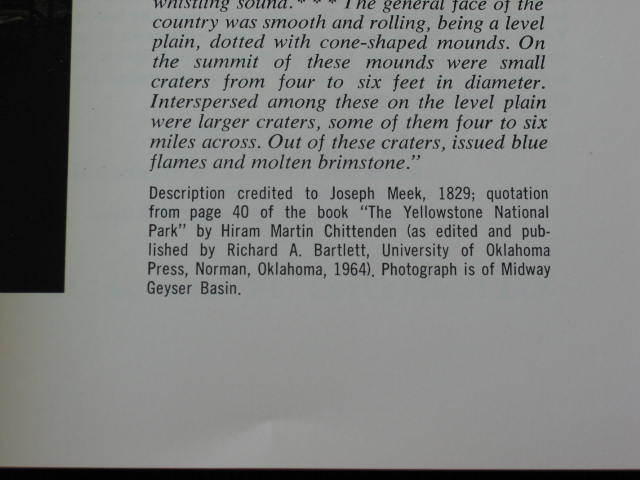 whistling sound. * * * The general face of the
country was smooth and rolling, being a level
plain, dotted with cone-shaped mounds. On
the summit of these mounds were small
craters from four to six feet in diameter.
Interspersed among these on the level plain
were larger craters, some of them four to six
miles across. Out of these craters, issued blue
flames and molten brimstone.”
Description credited to Joseph Meek, 1829; quotation
from page 40 of the book “The Yellowstone National
Park” by Hiram Martin Chittenden (as edited and pub-
lished by Richard A. Bartlett, University of Oklahoma
Press, Norman, Oklahoma, 1964). Photograph is of Midway
Geyser Basin.